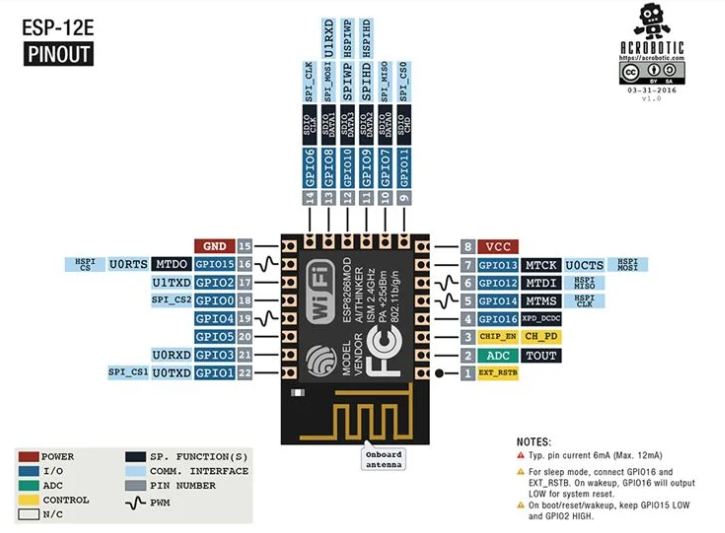 ESP-12E
PINOUT
ACROBOTIC
https://acrobotic.com
CC BY SA
03-31-2016
v1.0
SPI_CLK SDIO CLK GPIO6 14
U1RXD SPI_MOSI SDIO DATA1 GPIO8 13
HSPIWP SPIWP SDIO DATA3 GPIO10 12
HSPIHD SPIHD SDIO DATA2 GPIO9 11
SPI_MISO SDIO DATA0 GPIO7 10
SPI_CS0 SDIO CMD GPIO11 9
GND 15
HSPI CS U0RTS MTDO GPIO15 16
U1TXD GPIO2 17
SPI_CS2 GPIO0 18
GPIO4 19
GPIO5 20
U0RXD GPIO3 21
SPI_CS1 U0TXD GPIO1 22
8 VCC
7 GPIO13 MTCK U0CTS HSPI MOSI
6 GPIO12 MTDI HSPI MISO
5 GPIO14 MTMS HSPI CLK
4 GPIO16 XPD_DCDC
3 CHIP_EN CH_PD
2 ADC TOUT
1 EXT_RSTB
WiFi
MODEL ESP8266MOD
VENDOR AI/THINKER
ISM 2.4GHz
PA +25dBm
802.11b/g/n
FC
Onboard
antenna
POWER
I/O
ADC
CONTROL
N/C
SP. FUNCTION(S)
COMM. INTERFACE
PIN NUMBER
PWM
NOTES:
Typ. pin current 6mA (Max. 12mA)
For sleep mode, connect GPIO16 and
EXT_RSTB. On wakeup, GPIO16 will output
LOW for system reset.
On boot/reset/wakeup, keep GPIO15 LOW
and GPIO2 HIGH.